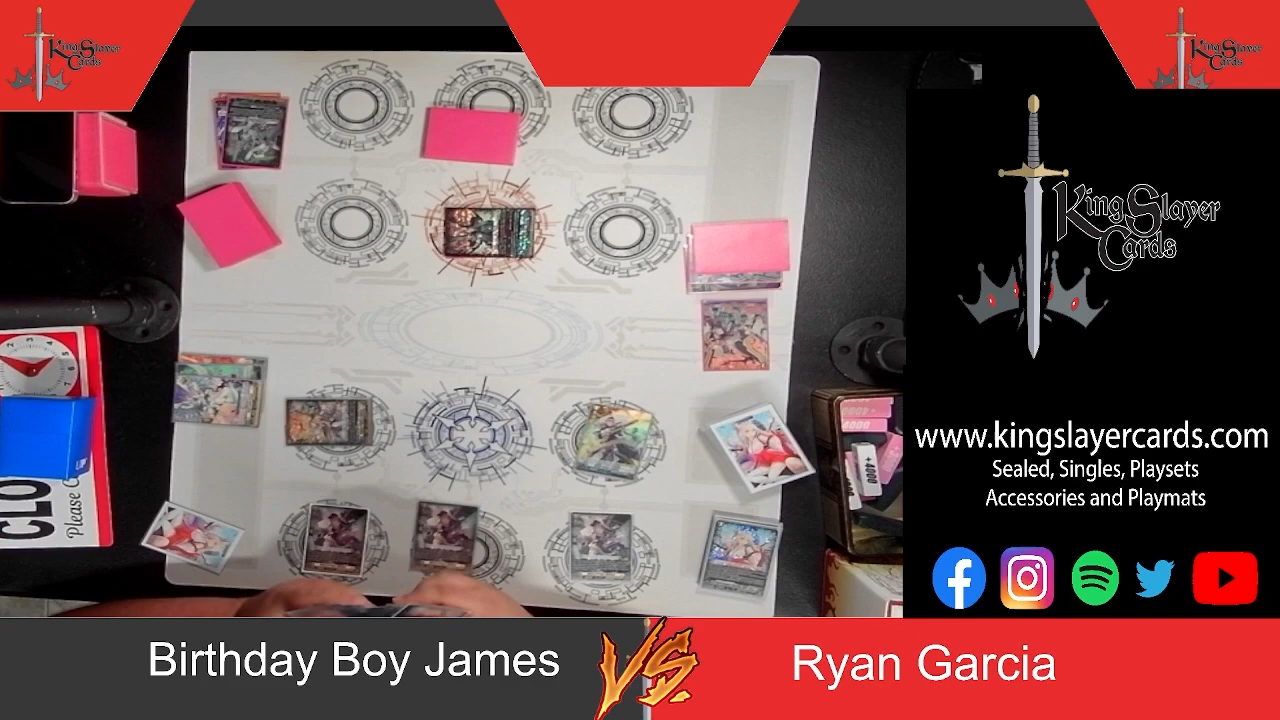 KingSlayer
Cards
KingSlayer
Cards
KingSlayer
Cards
www.kingslayercards.com
Sealed, Singles, Playsets
Accessories and Playmats
+4000
CLO
Please C
Birthday Boy James
VS
Ryan Garcia